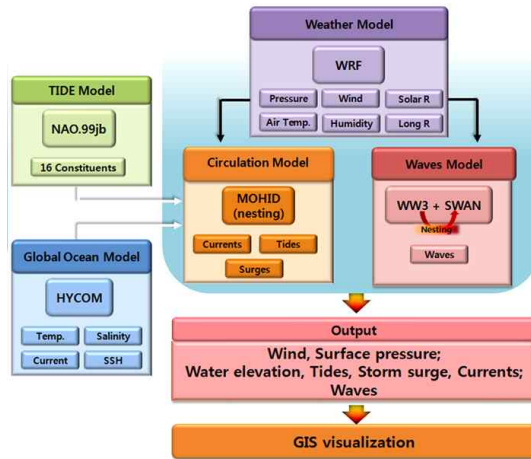 Weather Model
WRF
Pressure
Wind
Solar R
Air Temp.
Humidity
Long R
TIDE Model
NAO.99jb
16 Constituents
Circulation Model
MOHID
(nesting)
Currents
Tides
Surges
Waves Model
WW3 + SWAN
Nesting
Waves
Global Ocean Model
HYCOM
Temp.
Salinity
Current
SSH
Output
Wind, Surface pressure;
Water elevation, Tides, Storm surge, Currents;
Waves
GIS visualization